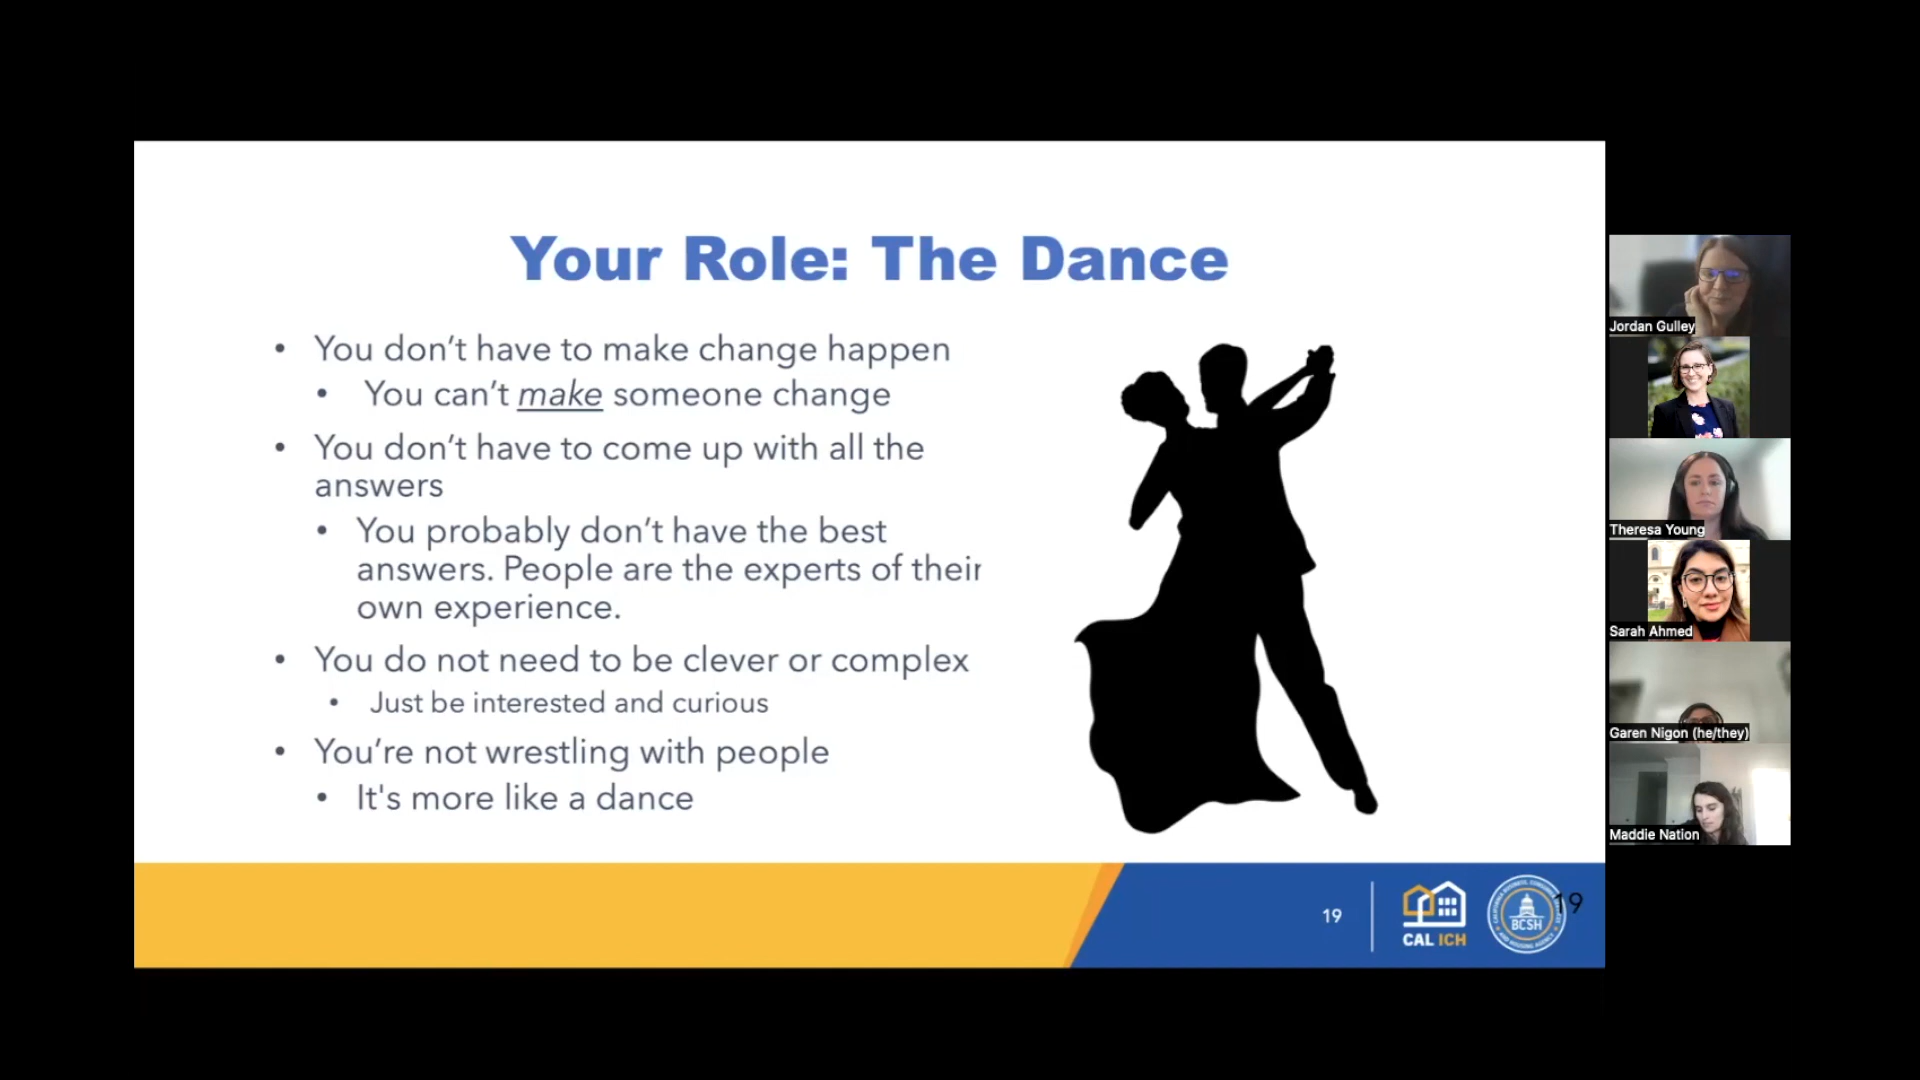 Your Role: The Dance
• You don’t have to make change happen
• You can’t make someone change
• You don’t have to come up with all the
answers
• You probably don’t have the best
answers. People are the experts of their
own experience.
• You do not need to be clever or complex
• Just be interested and curious
• You’re not wrestling with people
• It's more like a dance
19
CAL ICH
BCSH
19
Jordan Gulley
Theresa Young
Sarah Ahmed
Garen Nigon (he/they)
Maddie Nation